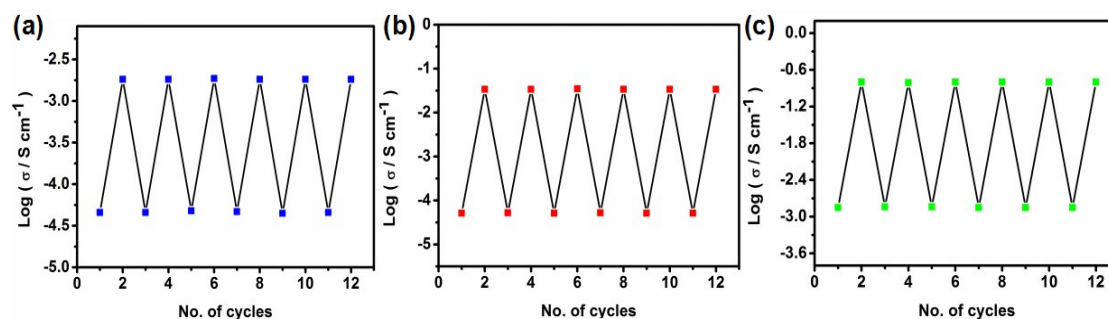 (a)
-2.5
-3.0
-3.5
-4.0
-4.5
-5.0
Log ( σ / S cm⁻¹ )
0 2 4 6 8 10 12
No. of cycles
(b)
0
-1
-2
-3
-4
-5
Log ( σ / S cm⁻¹ )
0 2 4 6 8 10 12
No. of cycles
(c)
0.0
-0.6
-1.2
-1.8
-2.4
-3.0
-3.6
Log ( σ / S cm⁻¹ )
0 2 4 6 8 10 12
No. of cycles